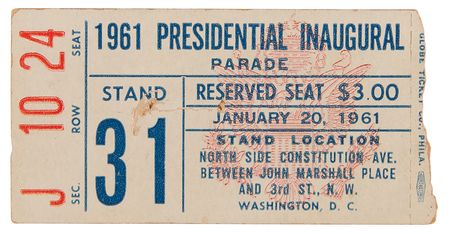 SEAT 24
ROW 10
SEC. J
1961 PRESIDENTIAL INAUGURAL
PARADE
STAND
31
RESERVED SEAT $3.00
JANUARY 20, 1961
STAND LOCATION
NORTH SIDE CONSTITUTION AVE.
BETWEEN JOHN MARSHALL PLACE
AND 3rd ST., N.W.
WASHINGTON, D. C.
GLOBE TICKET CO., PHILA.